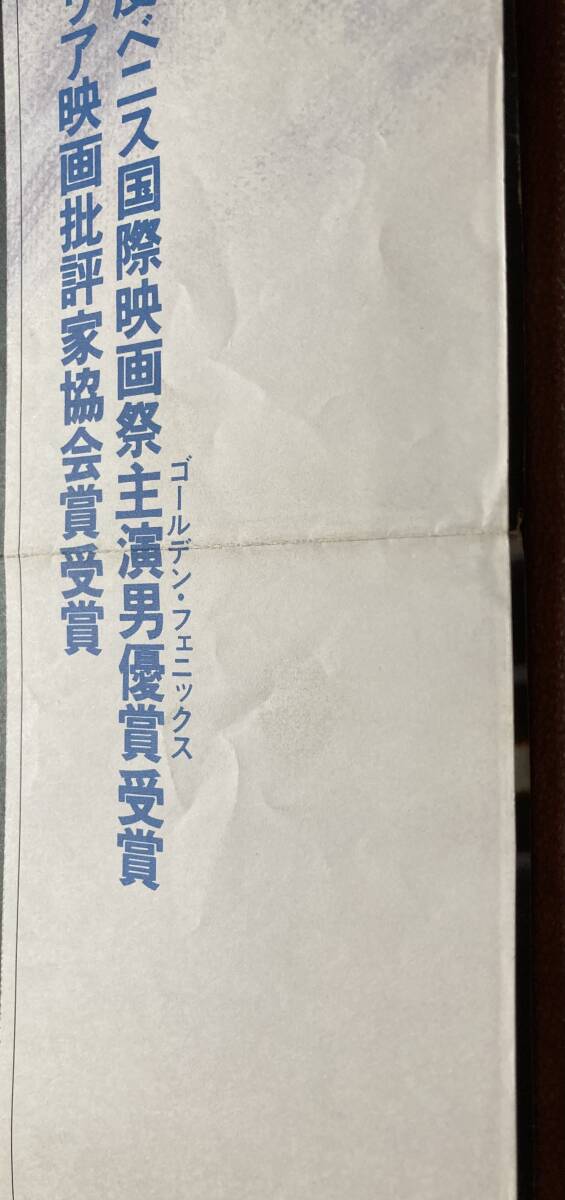 ベニス国際映画祭主演男優賞受賞
ゴールデン・フェニックス
リア映画批評家協会賞受賞